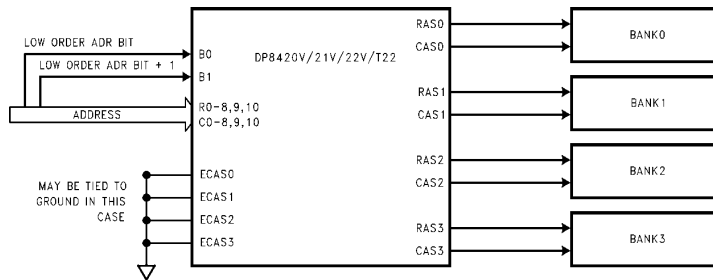 LOW ORDER ADR BIT
LOW ORDER ADR BIT + 1
ADDRESS
MAY BE TIED TO
GROUND IN THIS
CASE
B0
B1
R0-8,9,10
C0-8,9,10
ECAS0
ECAS1
ECAS2
ECAS3
DP8420V/21V/22V/T22
RAS0
CAS0
RAS1
CAS1
RAS2
CAS2
RAS3
CAS3
BANK0
BANK1
BANK2
BANK3